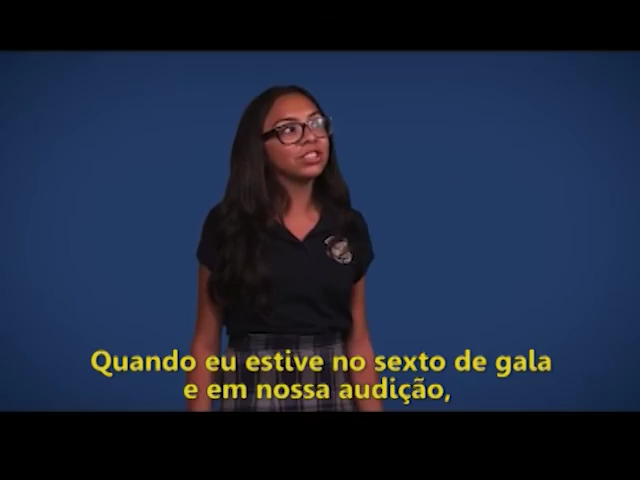 Quando eu estive no sexto de gala
e em nossa audição,